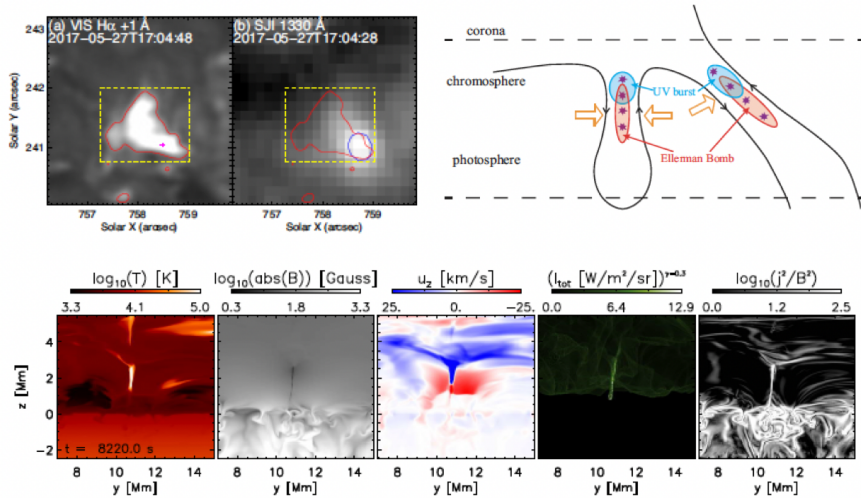 (a) VIS Hα +1 Å
2017-05-27T17:04:48
(b) SJI 1330 Å
2017-05-27T17:04:28
243
242
241
240
Solar Y (arcsec)
757 758 759
Solar X (arcsec)
757 758 759
Solar X (arcsec)
corona
chromosphere
UV burst
photosphere
Ellerman Bomb
log10(T) [K]
3.3 4.1 5.0
log10(abs(B)) [Gauss]
0.3 1.8 3.3
uz [km/s]
25. 0. -25.
(Itot [W/m²/sr])γ=0.3
0.0 6.4 12.9
log10(j²/B²)
0.0 1.2 2.5
z [Mm]
4
2
0
-2
t = 8220.0 s
8 10 12 14
y [Mm]
8 10 12 14
y [Mm]
8 10 12 14
y [Mm]
8 10 12 14
y [Mm]
8 10 12 14
y [Mm]